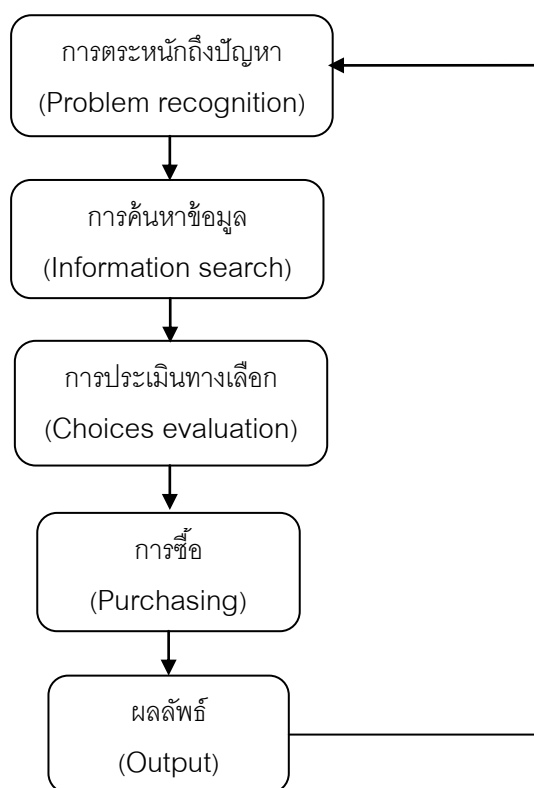 การตระหนักถึงปัญหา
(Problem recognition)
การค้นหาข้อมูล
(Information search)
การประเมินทางเลือก
(Choices evaluation)
การซื้อ
(Purchasing)
ผลลัพธ์
(Output)